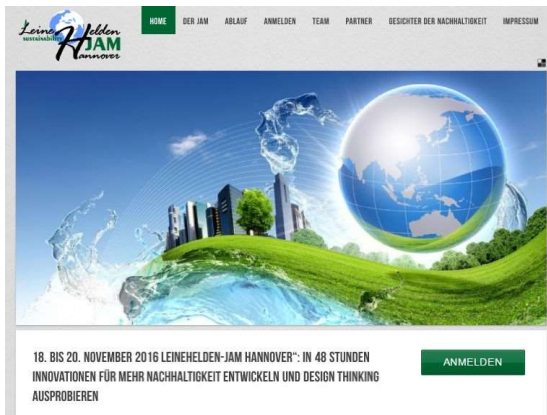 Leine Helden
SUSTAINABILITY JAM
Hannover
HOME DER JAM ABLAUF ANMELDEN TEAM PARTNER GESICHTER DER NACHHALTIGKEIT IMPRESSUM
18. BIS 20. NOVEMBER 2016 LEINEHELDEN-JAM HANNOVER“: IN 48 STUNDEN
INNOVATIONEN FÜR MEHR NACHHALTIGKEIT ENTWICKELN UND DESIGN THINKING
AUSPROBIEREN
ANMELDEN